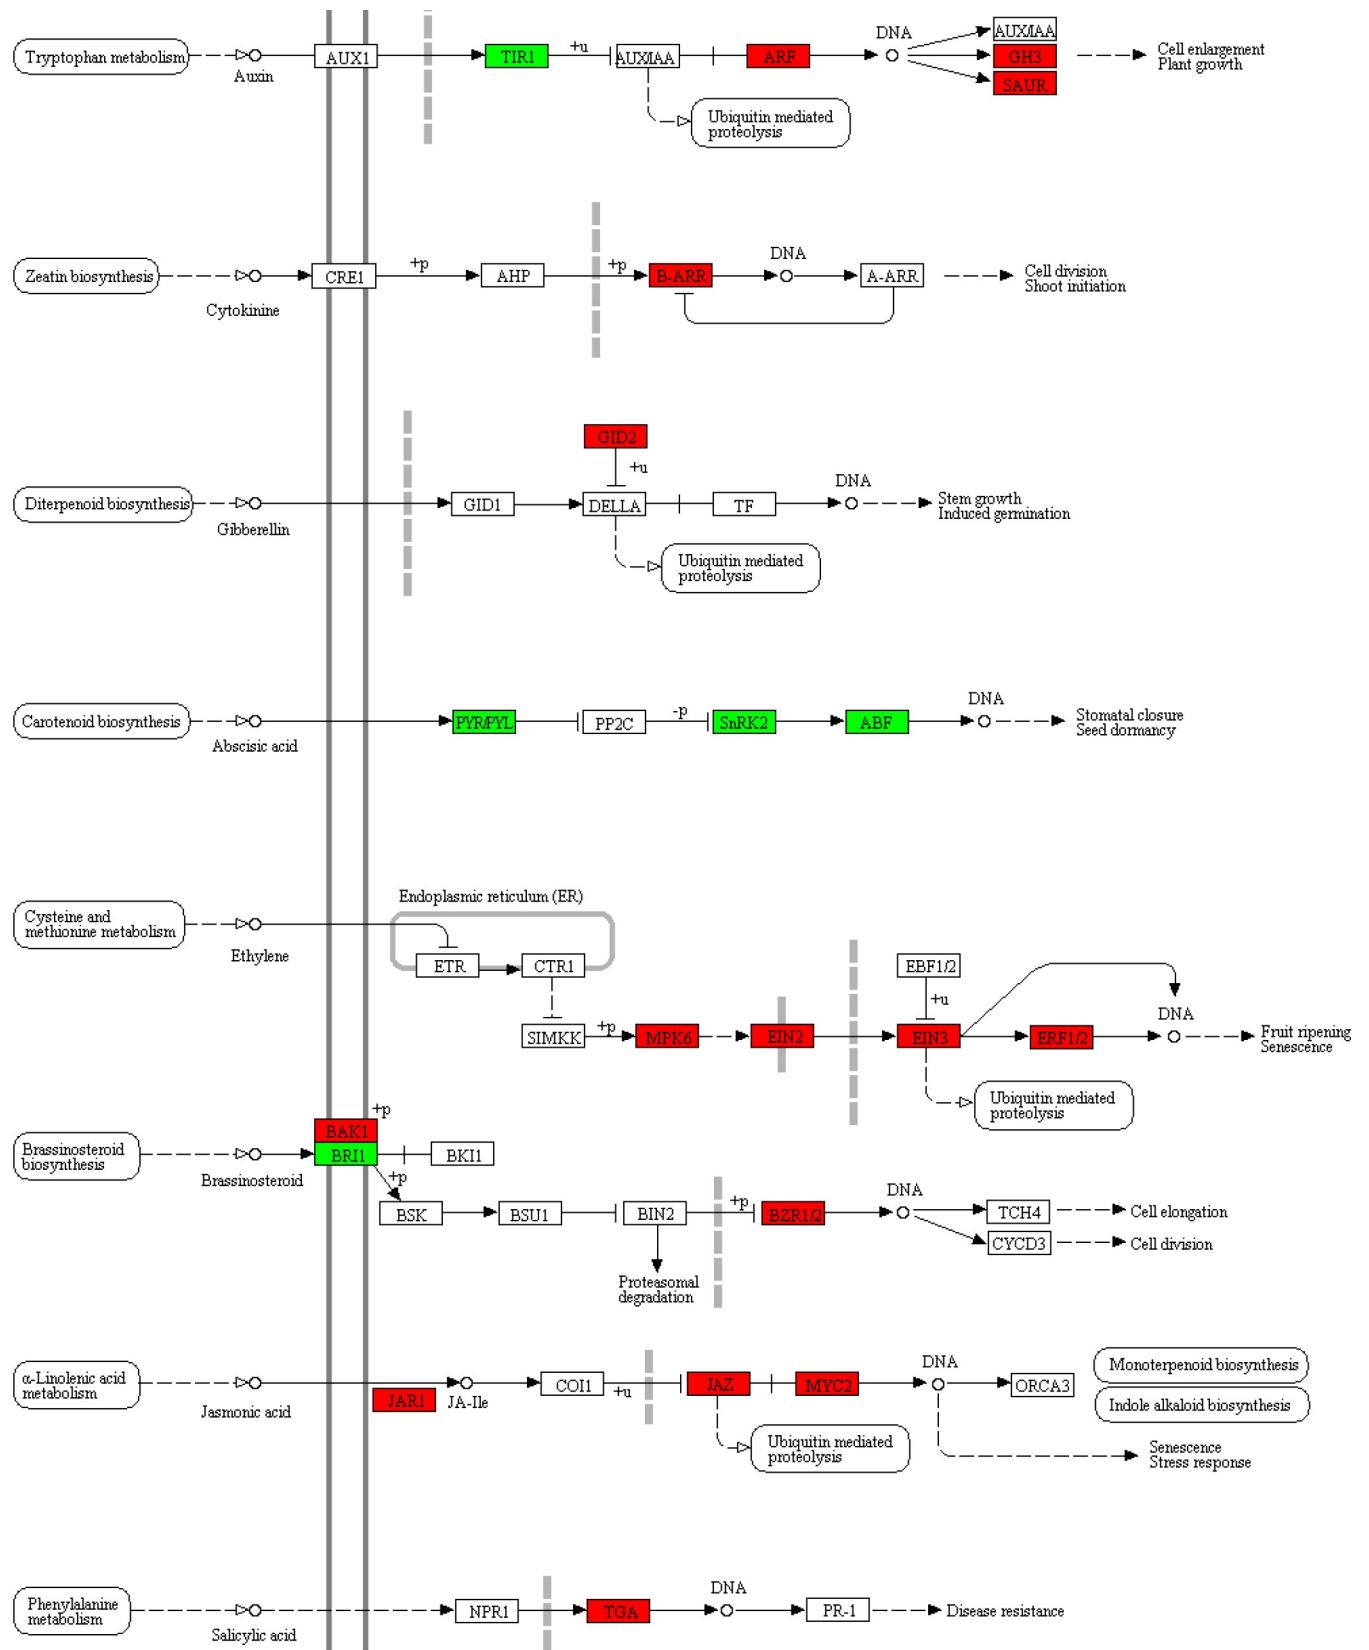 Tryptophan metabolism
Auxin
AUX1
TIR1
+u
AUX/IAA
ARF
DNA
AUX/IAA
GH3
SAUR
Cell enlargement
Plant growth
Ubiquitin mediated
proteolysis
Zeatin biosynthesis
Cytokinine
CRE1
+p
AHP
+p
B-ARR
DNA
A-ARR
Cell division
Shoot initiation
GID2
+u
Diterpenoid biosynthesis
Gibberellin
GID1
DELLA
TF
DNA
Stem growth
Induced germination
Ubiquitin mediated
proteolysis
Carotenoid biosynthesis
Abscisic acid
PYR/PYL
PP2C
-p
SnRK2
ABF
DNA
Stomatal closure
Seed dormancy
Endoplasmic reticulum (ER)
Cysteine and
methionine metabolism
Ethylene
ETR
CTR1
EBF1/2
+u
DNA
SIMKK
+p
MPK6
EIN2
EIN3
ERF1/2
Fruit ripening
Senescence
Ubiquitin mediated
proteolysis
+p
BAK1
Brassinosteroid
biosynthesis
Brassinosteroid
BRI1
BKI1
+p
BSK
BSU1
BIN2
+p
BZR1/2
DNA
TCH4
Cell elongation
CYCD3
Cell division
Proteasomal
degradation
α-Linolenic acid
metabolism
Jasmonic acid
JAR1
JA-Ile
COI1
+u
JAZ
MYC2
DNA
ORCA3
Monoterpenoid biosynthesis
Indole alkaloid biosynthesis
Ubiquitin mediated
proteolysis
Senescence
Stress response
Phenylalanine
metabolism
Salicylic acid
NPR1
TGA
DNA
PR-1
Disease resistance